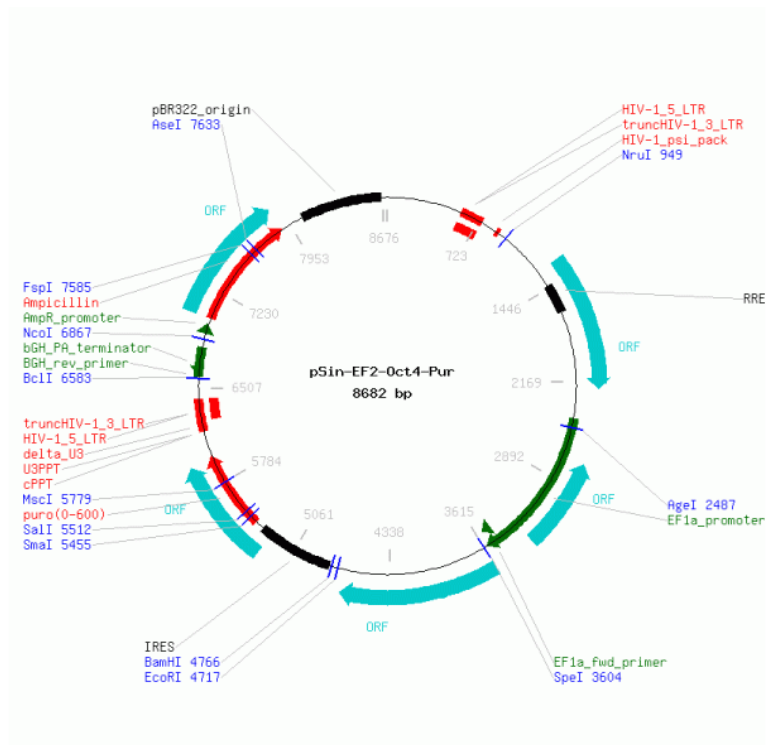 pBR322_origin
AseI 7633
HIV-1_5_LTR
truncHIV-1_3_LTR
HIV-1_psi_pack
NruI 949
ORF
8676
723
7953
FspI 7585
Ampicillin
AmpR_promoter
NcoI 6867
bGH_PA_terminator
BGH_rev_primer
BclI 6583
7230
1446
RRE
ORF
pSin-EF2-Oct4-Pur
8682 bp
6507
2169
truncHIV-1_3_LTR
HIV-1_5_LTR
delta_U3
U3PPT
cPPT
MscI 5779
puro(0-600)
SalI 5512
SmaI 5455
ORF
5784
2892
ORF
AgeI 2487
EF1a_promoter
5061
4338
3615
ORF
IRES
BamHI 4766
EcoRI 4717
EF1a_fwd_primer
SpeI 3604